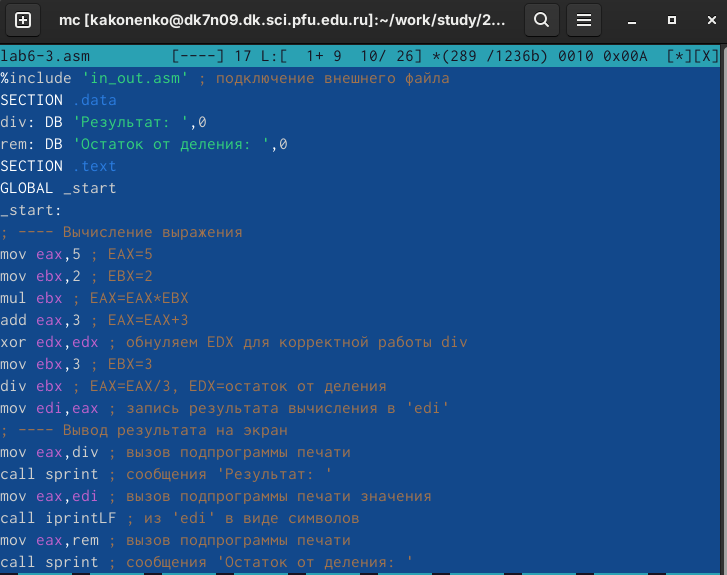 mc [kakonenko@dk7n09.dk.sci.pfu.edu.ru]:~/work/study/2...
lab6-3.asm [----] 17 L:[ 1+ 9 10/ 26] *(289 /1236b) 0010 0x00A [*][X]
%include 'in_out.asm' ; подключение внешнего файла
SECTION .data
div: DB 'Результат: ',0
rem: DB 'Остаток от деления: ',0
SECTION .text
GLOBAL _start
_start:
; ---- Вычисление выражения
mov eax,5 ; EAX=5
mov ebx,2 ; EBX=2
mul ebx ; EAX=EAX*EBX
add eax,3 ; EAX=EAX+3
xor edx,edx ; обнуляем EDX для корректной работы div
mov ebx,3 ; EBX=3
div ebx ; EAX=EAX/3, EDX=остаток от деления
mov edi,eax ; запись результата вычисления в 'edi'
; ---- Вывод результата на экран
mov eax,div ; вызов подпрограммы печати
call sprint ; сообщения 'Результат: '
mov eax,edi ; вызов подпрограммы печати значения
call iprintLF ; из 'edi' в виде символов
mov eax,rem ; вызов подпрограммы печати
call sprint ; сообщения 'Остаток от деления: '